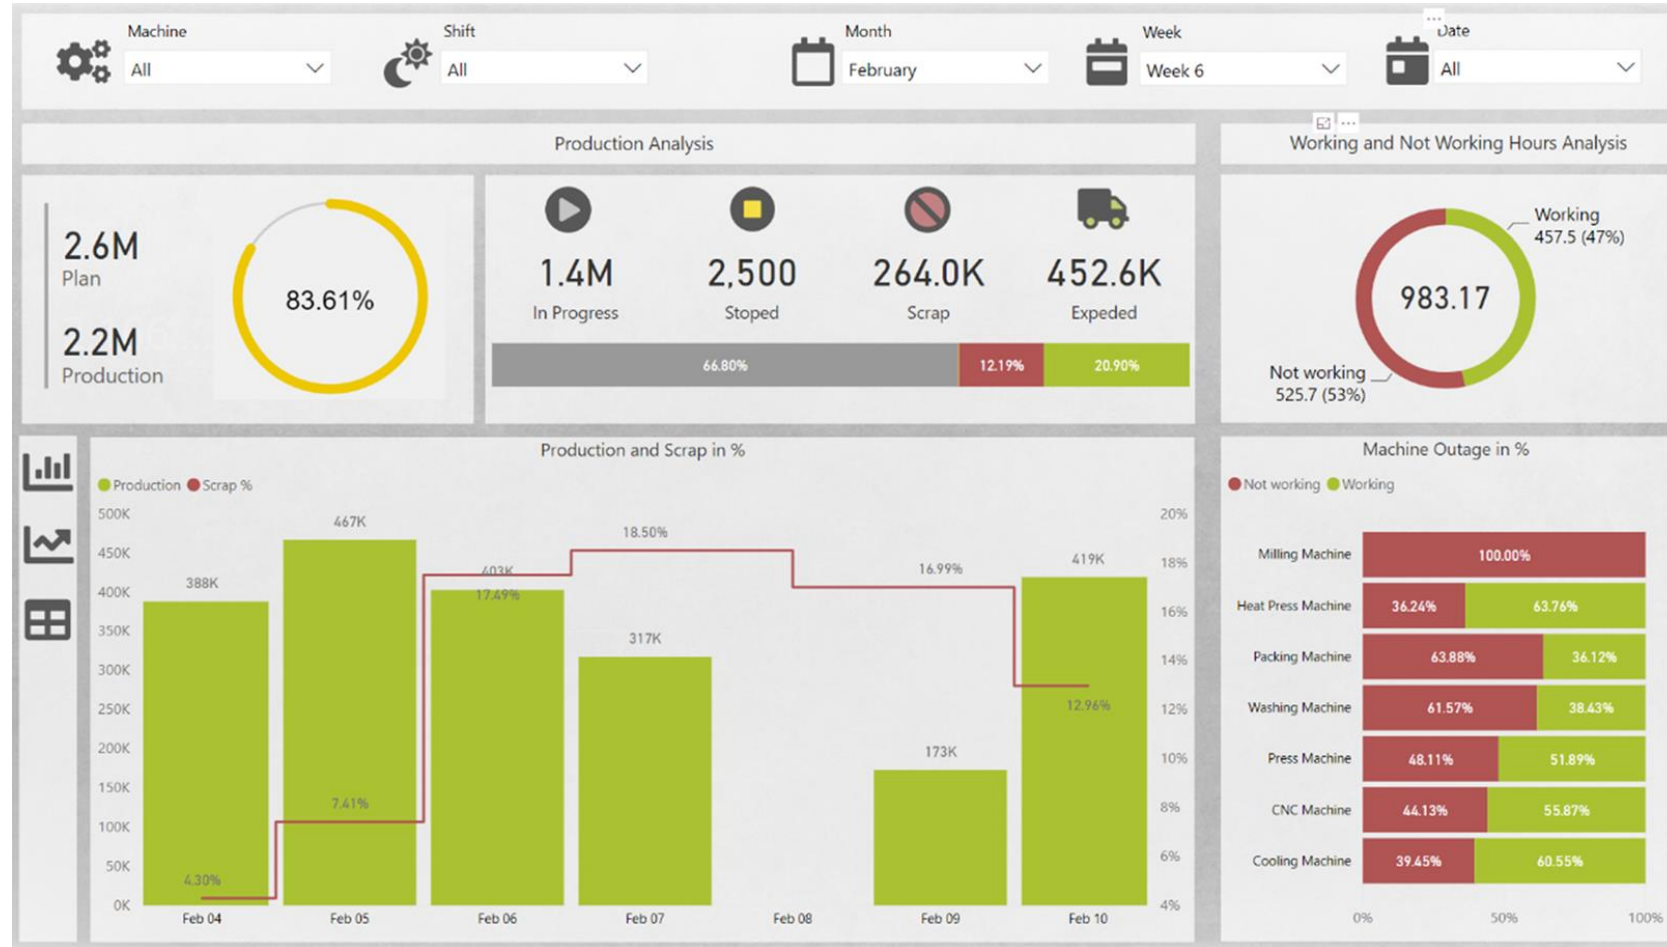 Machine
All
Shift
All
Month
February
Week
Week 6
Date
All
Production Analysis
2.6M
Plan
2.2M
Production
83.61%
1.4M
In Progress
2,500
Stoped
264.0K
Scrap
452.6K
Expeded
66.80% 12.19% 20.90%
Working and Not Working Hours Analysis
Working
457.5 (47%)
983.17
Not working
525.7 (53%)
Production and Scrap in %
Production Scrap %
500K
450K
400K
350K
300K
250K
200K
150K
100K
50K
0K
388K
467K
403K
317K
173K
419K
4.30%
7.41%
17.49%
18.50%
16.99%
12.96%
20%
18%
16%
14%
12%
10%
8%
6%
4%
Feb 04 Feb 05 Feb 06 Feb 07 Feb 08 Feb 09 Feb 10
Machine Outage in %
Not working Working
Milling Machine 100.00%
Heat Press Machine 36.24% 63.76%
Packing Machine 63.88% 36.12%
Washing Machine 61.57% 38.43%
Press Machine 48.11% 51.89%
CNC Machine 44.13% 55.87%
Cooling Machine 39.45% 60.55%
0% 50% 100%